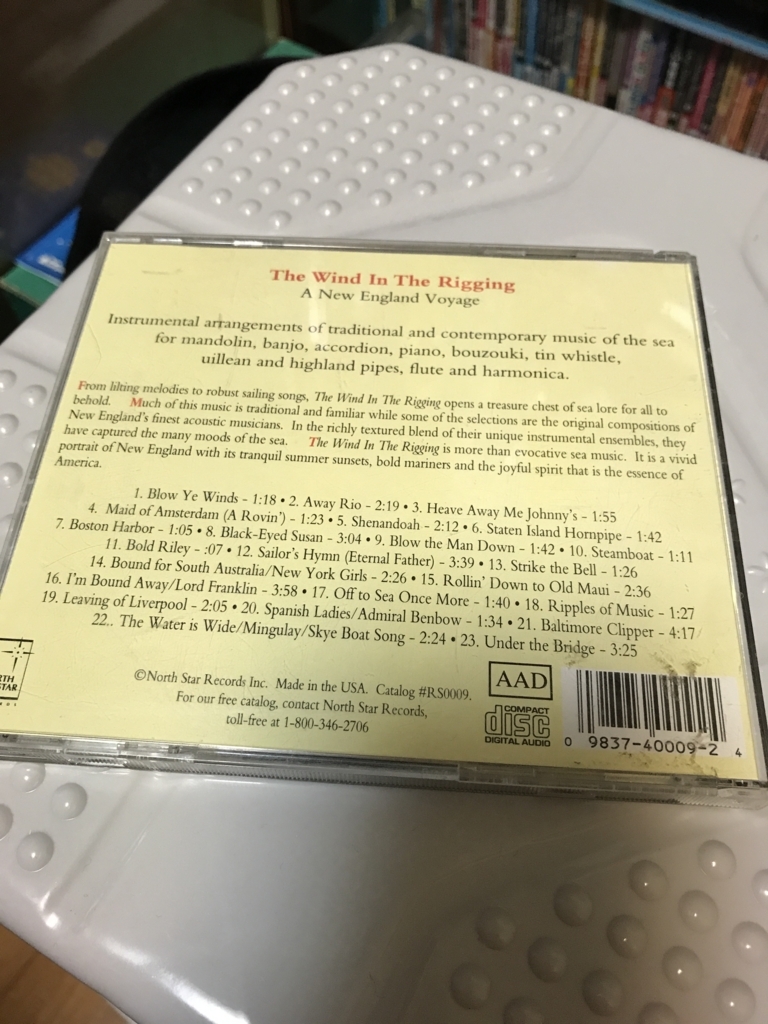 The Wind In The Rigging
A New England Voyage
Instrumental arrangements of traditional and contemporary music of the sea
for mandolin, banjo, accordion, piano, bouzouki, tin whistle,
uillean and highland pipes, flute and harmonica.
From lilting melodies to robust sailing songs, The Wind In The Rigging opens a treasure chest of sea lore for all to
behold. Much of this music is traditional and familiar while some of the selections are the original compositions of
New England's finest acoustic musicians. In the richly textured blend of their unique instrumental ensembles, they
have captured the many moods of the sea. The Wind In The Rigging is more than evocative sea music. It is a vivid
portrait of New England with its tranquil summer sunsets, bold mariners and the joyful spirit that is the essence of
America.
1. Blow Ye Winds - 1:18 • 2. Away Rio - 2:19 • 3. Heave Away Me Johnny's - 1:55
4. Maid of Amsterdam (A Rovin') - 1:23 • 5. Shenandoah - 2:12 • 6. Staten Island Hornpipe - 1:42
7. Boston Harbor - 1:05 • 8. Black-Eyed Susan - 3:04 • 9. Blow the Man Down - 1:42 • 10. Steamboat - 1:11
11. Bold Riley - :07 • 12. Sailor's Hymn (Eternal Father) - 3:39 • 13. Strike the Bell - 1:26
14. Bound for South Australia/New York Girls - 2:26 • 15. Rollin' Down to Old Maui - 2:36
16. I'm Bound Away/Lord Franklin - 3:58 • 17. Off to Sea Once More - 1:40 • 18. Ripples of Music - 1:27
19. Leaving of Liverpool - 2:05 • 20. Spanish Ladies/Admiral Benbow - 1:34 • 21. Baltimore Clipper - 4:17
22.. The Water is Wide/Mingulay/Skye Boat Song - 2:24 • 23. Under the Bridge - 3:25
©North Star Records Inc. Made in the USA. Catalog #RS0009.
For our free catalog, contact North Star Records,
toll-free at 1-800-346-2706
AAD
COMPACT
disc
DIGITAL AUDIO
0 9837-40009-2 4
RTH
STAR